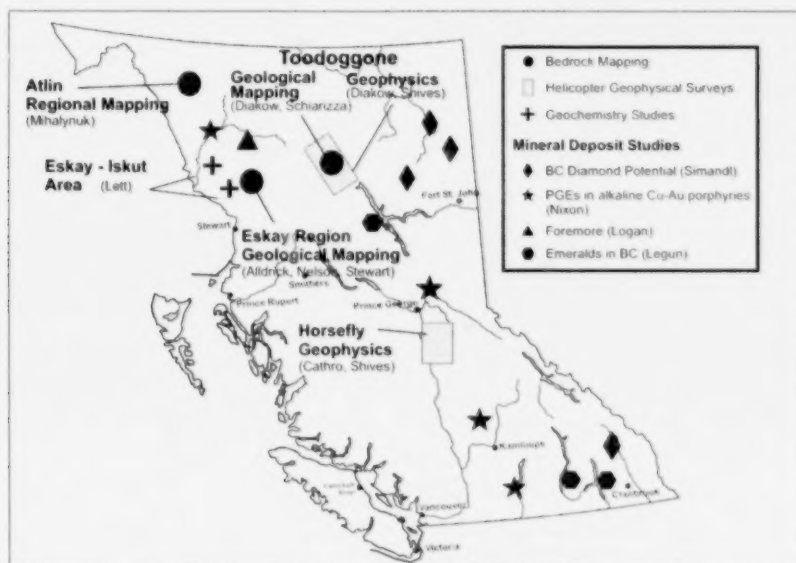 Toodoggone
Geological
Mapping
(Diakow, Schiarizza)
Geophysics
(Diakow, Shives)
Atlin
Regional Mapping
(Mihalynuk)
Eskay - Iskut
Area (Lett)
Fort St. John
Stewart
Eskay Region
Geological Mapping
(Alldrick, Nelson, Stewart)
Smithers
Prince Rupert
Prince George
Horsefly
Geophysics
(Cathro, Shives)
Kamloops
Cranbrook
Campbell
River
Vancouver
Victoria
Bedrock Mapping
Helicopter Geophysical Surveys
Geochemistry Studies
Mineral Deposit Studies
BC Diamond Potential (Simandl)
PGEs in alkaline Cu-Au porphyries
(Nixon)
Foremore (Logan)
Emeralds in BC (Legun)